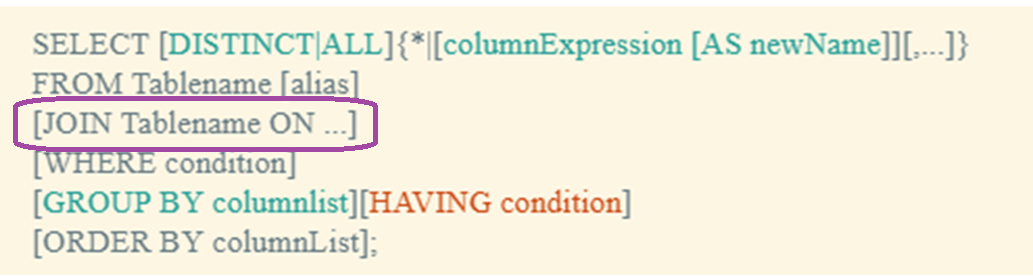 SELECT [DISTINCT|ALL]{*|[columnExpression [AS newName]][,...]}
FROM Tablename [alias]
[JOIN Tablename ON ...]
[WHERE condition]
[GROUP BY columnlist][HAVING condition]
[ORDER BY columnList];